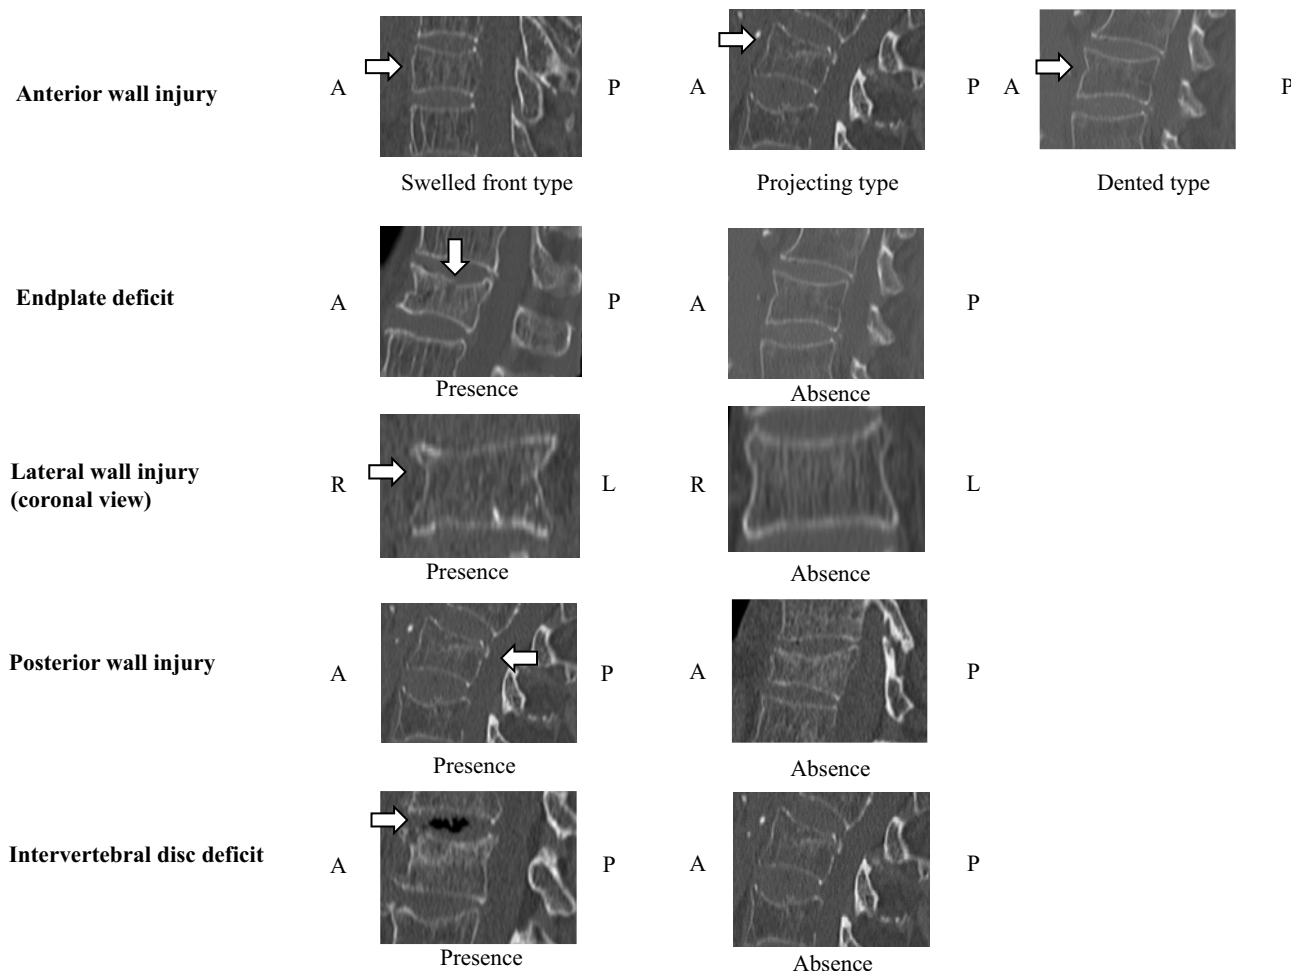 Anterior wall injury
A
P
A
P
A
P
Swelled front type
Projecting type
Dented type
Endplate deficit
A
P
A
P
Presence
Absence
Lateral wall injury
(coronal view)
R
L
R
L
Presence
Absence
Posterior wall injury
A
P
A
P
Presence
Absence
Intervertebral disc deficit
A
P
A
P
Presence
Absence